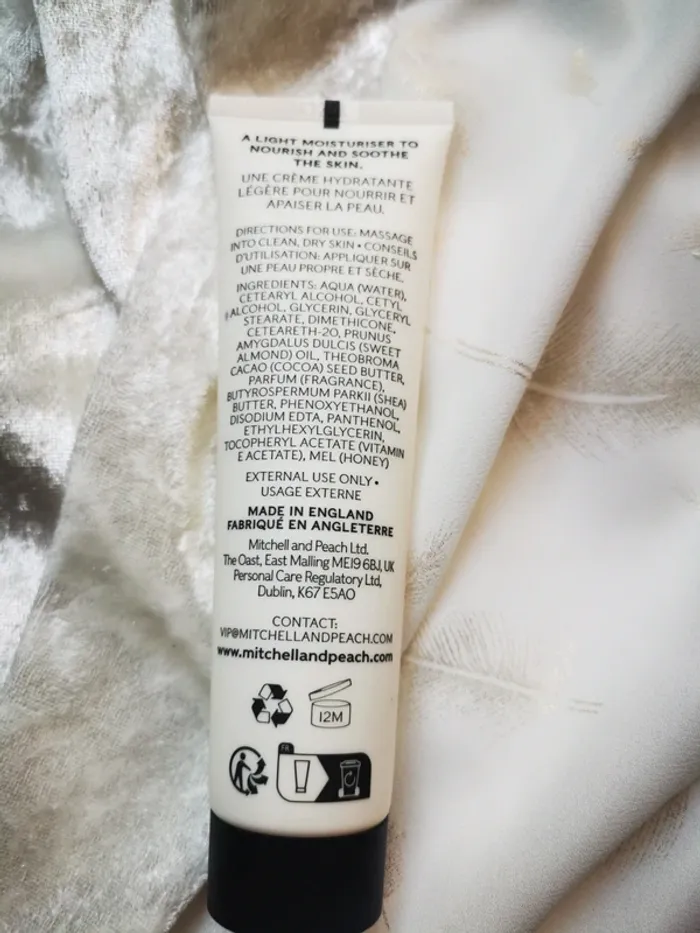 A LIGHT MOISTURISER TO
NOURISH AND SOOTHE
THE SKIN.
UNE CRÈME HYDRATANTE
LÉGÈRE POUR NOURRIR ET
APAISER LA PEAU.
DIRECTIONS FOR USE: MASSAGE
INTO CLEAN, DRY SKIN • CONSEILS
D'UTILISATION: APPLIQUER SUR
UNE PEAU PROPRE ET SÈCHE.
INGREDIENTS: AQUA (WATER),
CETEARYL ALCOHOL, CETYL
ALCOHOL, GLYCERIN, GLYCERYL
STEARATE, DIMETHICONE,
CETEARETH-20, PRUNUS
AMYGDALUS DULCIS (SWEET
ALMOND) OIL, THEOBROMA
CACAO (COCOA) SEED BUTTER,
PARFUM (FRAGRANCE),
BUTYROSPERMUM PARKII (SHEA)
BUTTER, PHENOXYETHANOL,
DISODIUM EDTA, PANTHENOL,
ETHYLHEXYLGLYCERIN,
TOCOPHERYL ACETATE (VITAMIN
E ACETATE), MEL (HONEY)
EXTERNAL USE ONLY •
USAGE EXTERNE
MADE IN ENGLAND
FABRIQUÉ EN ANGLETERRE
Mitchell and Peach Ltd.
The Oast, East Malling ME19 6BJ, UK
Personal Care Regulatory Ltd,
Dublin, K67 E5A0
CONTACT:
VIP@MITCHELLANDPEACH.COM
www.mitchellandpeach.com
12M
FR